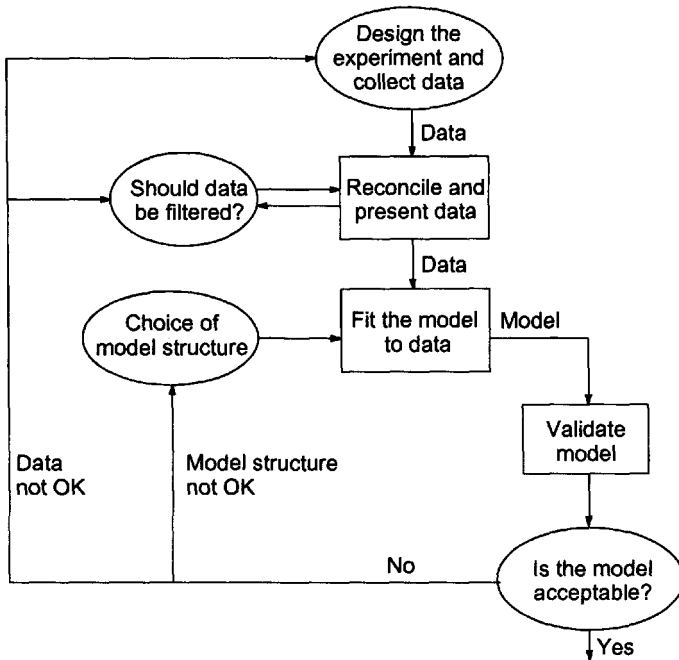 Design the
experiment and
collect data
Data
Should data
be filtered?
Reconcile and
present data
Data
Choice of
model structure
Fit the model
to data
Model
Validate
model
Data
not OK
Model structure
not OK
No
Is the model
acceptable?
Yes